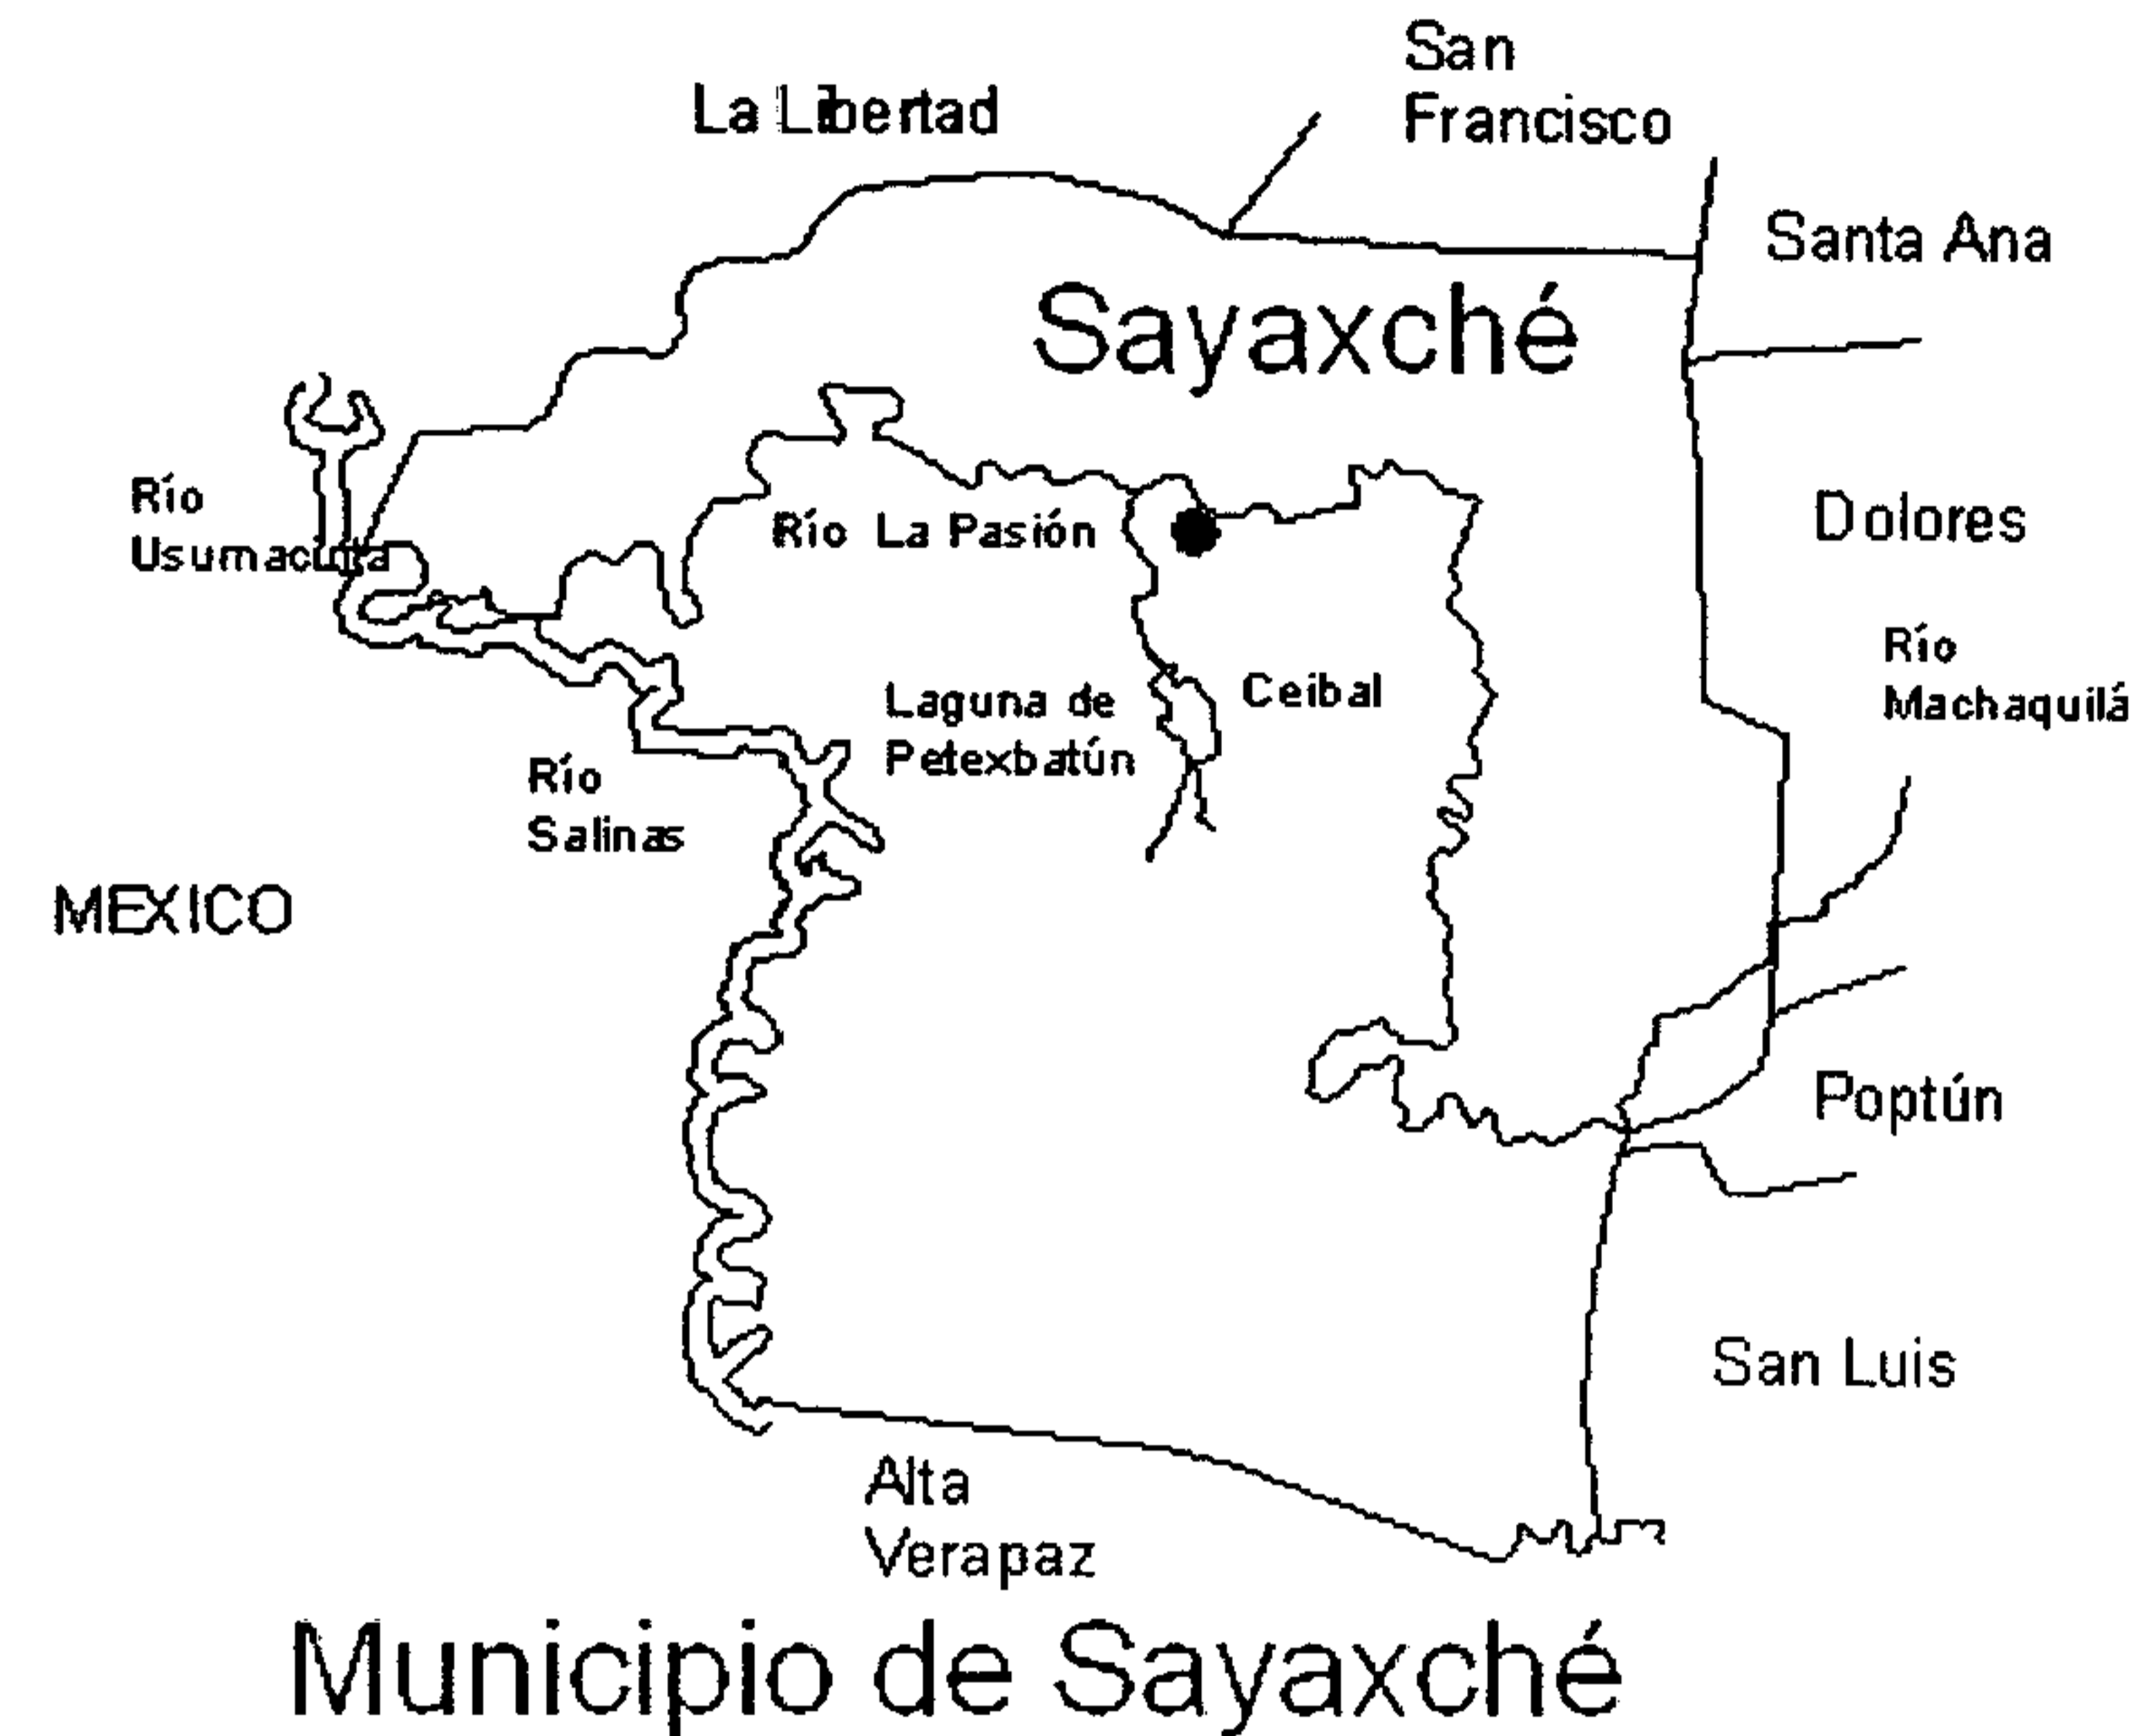 San
Francisco
La Libertad
Santa Ana
Sayaxché
Río
Usumacinta
Río La Pasión
Dolores
Río
Machaquilá
Laguna de
Petexbatún
Ceibal
Río
Salinas
MEXICO
Poptún
San Luis
Alta
Verapaz
Municipio de Sayaxché